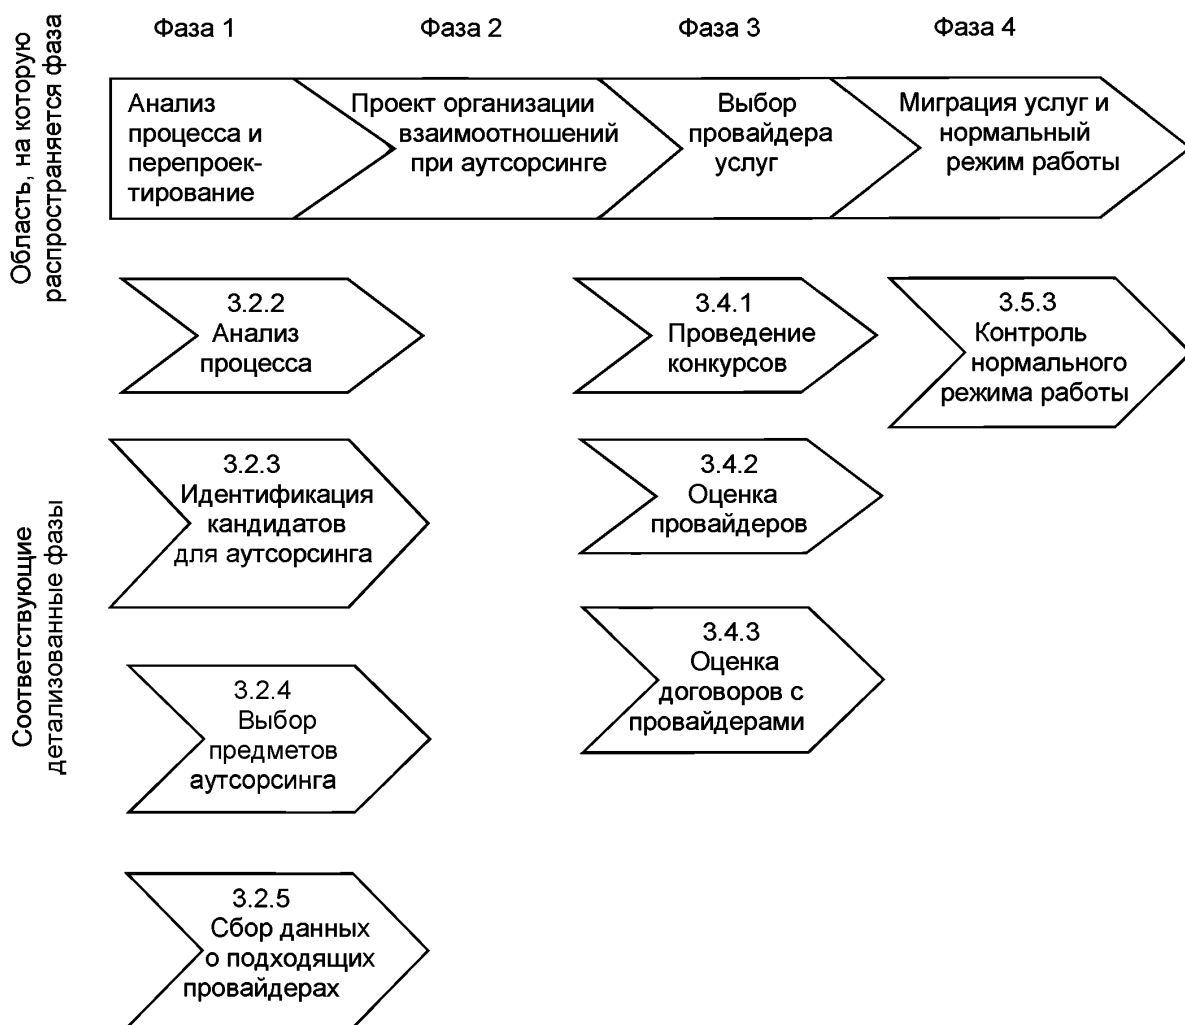 Область, на которую
распространяется фаза
Фаза 1
Фаза 2
Фаза 3
Фаза 4
Анализ
процесса и
перепроек-
тирование
Проект организации
взаимоотношений
при аутсорсинге
Выбор
провайдера
услуг
Миграция услуг и
нормальный
режим работы
Соответствующие
детализованные фазы
3.2.2
Анализ
процесса
3.2.3
Идентификация
кандидатов
для аутсорсинга
3.2.4
Выбор
предметов
аутсорсинга
3.2.5
Сбор данных
о подходящих
провайдерах
3.4.1
Проведение
конкурсов
3.4.2
Оценка
провайдеров
3.4.3
Оценка
договоров с
провайдерами
3.5.3
Контроль
нормального
режима работы